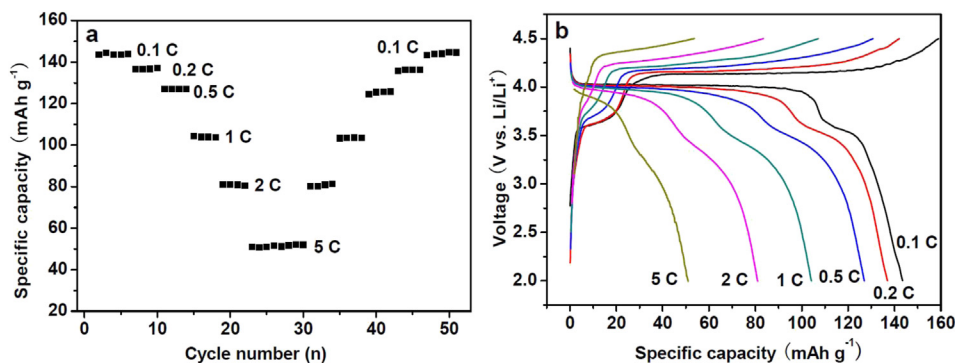 a
160
140
120
100
80
60
40
20
0
Specific capacity (mAh g⁻¹)
0.1 C
0.2 C
0.5 C
1 C
2 C
5 C
0.1 C
0 10 20 30 40 50
Cycle number (n)
b
4.5
4.0
3.5
3.0
2.5
2.0
Voltage (V vs. Li/Li⁺)
5 C
2 C
1 C
0.5 C
0.2 C
0.1 C
0 20 40 60 80 100 120 140 160
Specific capacity (mAh g⁻¹)